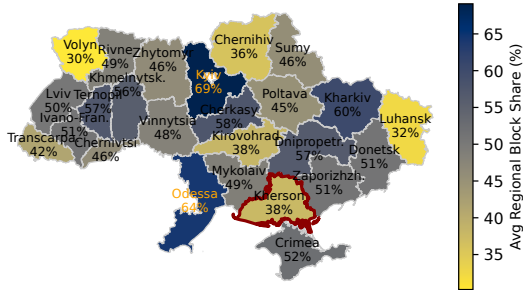 Chernihiv
36%
Volyn
30%
Rivne
49%
Zhytomyr
46%
Sumy
46%
Kyiv
69%
Khmelnytsk.
56%
Lviv
50%
Ternopil
57%
Poltava
45%
Kharkiv
60%
Cherkasy
58%
Luhansk
32%
Ivano-Fran.
51%
Vinnytsia
48%
Kirovohrad
38%
Dnipropetr.
57%
Transcarpa.
42%
Chernivtsi
46%
Donetsk
51%
Mykolaiv
49%
Zaporizhzh.
51%
Odessa
64%
Kherson
38%
Crimea
52%
65
60
55
50
45
40
35
Avg Regional Block Share (%)